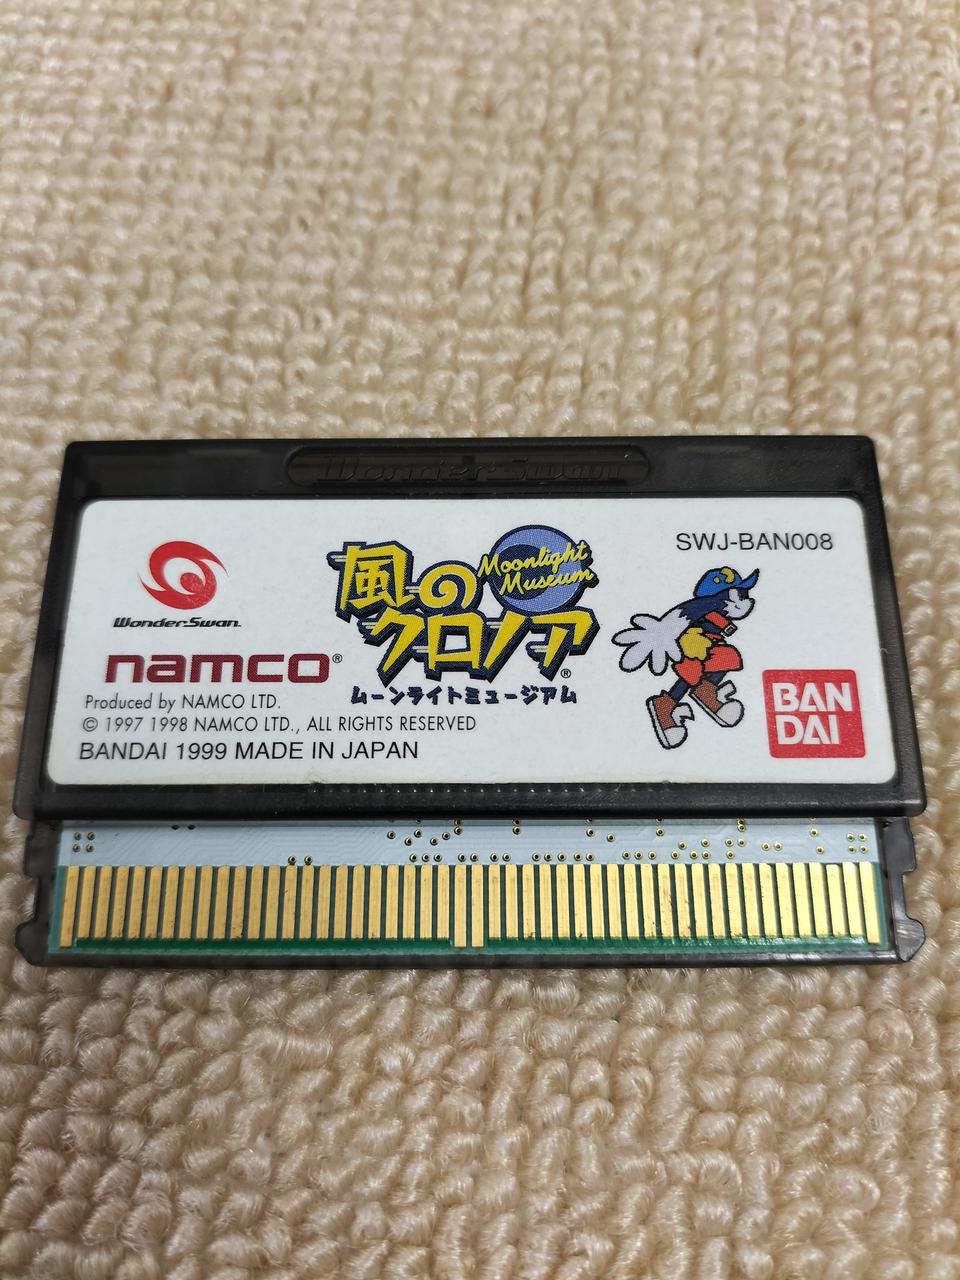 WonderSwan
SWJ-BAN008
WonderSwan
風のクロノア
Moonlight
Museum
®
ムーンライトミュージアム
namco®
Produced by NAMCO LTD.
© 1997 1998 NAMCO LTD., ALL RIGHTS RESERVED
BANDAI 1999 MADE IN JAPAN
BAN
DAI